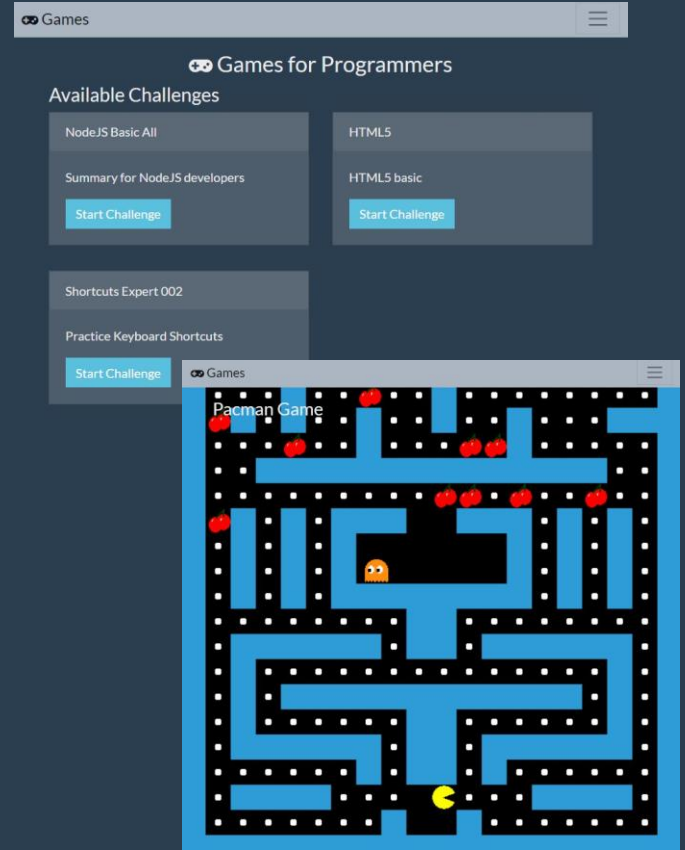 Games
Games for Programmers
Available Challenges
NodeJS Basic All
Summary for NodeJS developers
Start Challenge
HTML5
HTML5 basic
Start Challenge
Shortcuts Expert 002
Practice Keyboard Shortcuts
Start Challenge
Games
Pacman Game